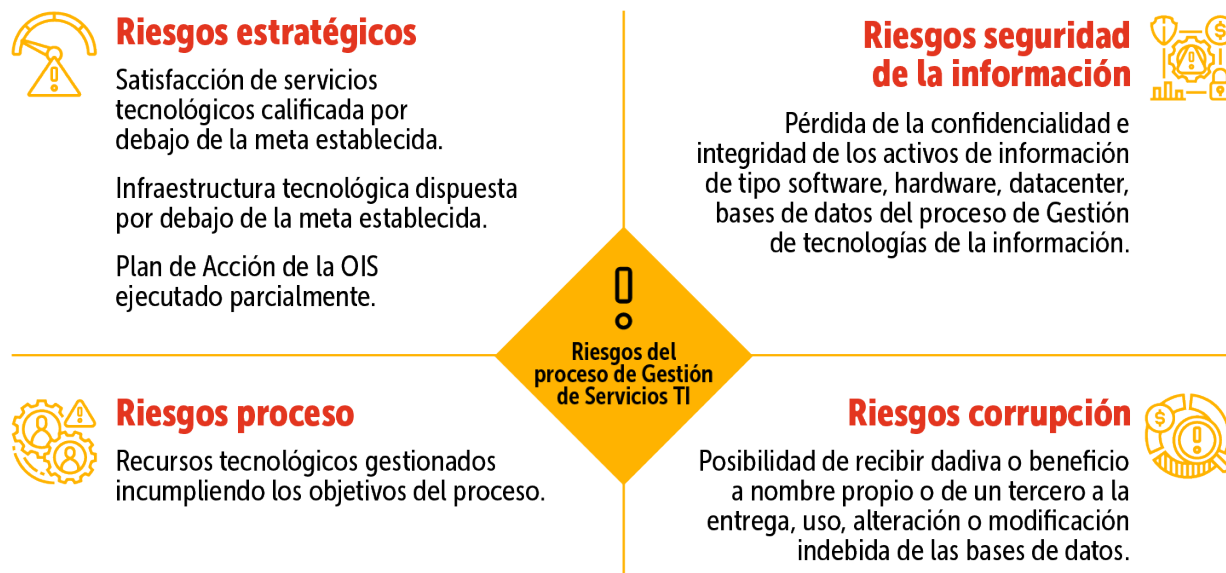 Riesgos estratégicos
Satisfacción de servicios
tecnológicos calificada por
debajo de la meta establecida.
Infraestructura tecnológica dispuesta
por debajo de la meta establecida.
Plan de Acción de la OIS
ejecutado parcialmente.
Riesgos seguridad
de la información
Pérdida de la confidencialidad e
integridad de los activos de información
de tipo software, hardware, datacenter,
bases de datos del proceso de Gestión
de tecnologías de la información.
Riesgos del
proceso de Gestión
de Servicios TI
Riesgos proceso
Recursos tecnológicos gestionados
incumpliendo los objetivos del proceso.
Riesgos corrupción
Posibilidad de recibir dadiva o beneficio
a nombre propio o de un tercero a la
entrega, uso, alteración o modificación
indebida de las bases de datos.